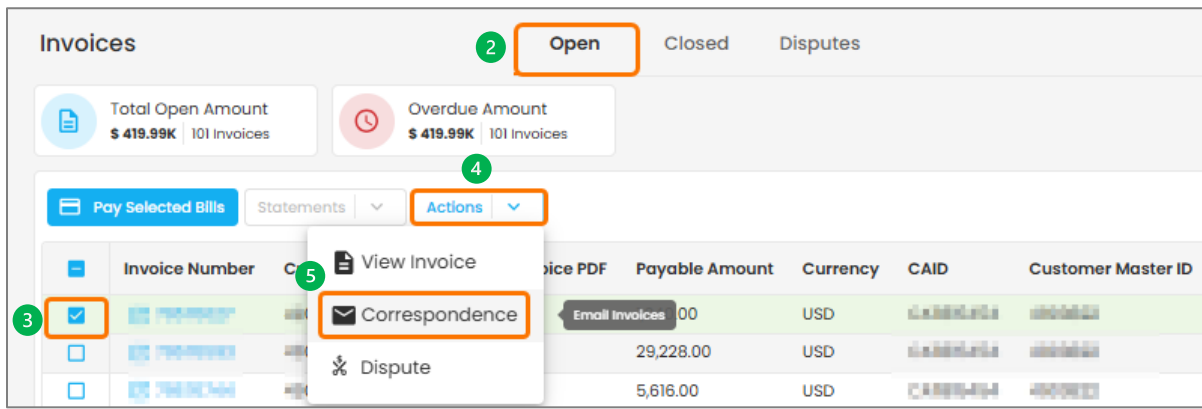 Invoices
2
Open
Closed
Disputes
Total Open Amount
$ 419.99K
101 Invoices
Overdue Amount
$ 419.99K
101 Invoices
4
Pay Selected Bills
Statements
Actions
Invoice Number
5
View Invoice
PDF
Payable Amount
Currency
CAID
Customer Master ID
3
Correspondence
Email Invoices
.00
USD
Dispute
29,228.00
USD
5,616.00
USD